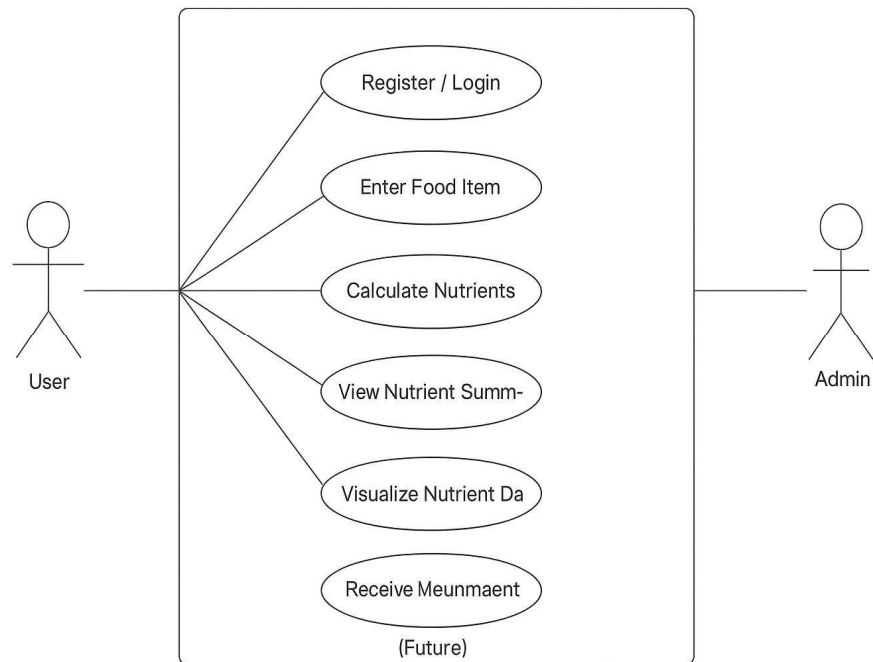 Register / Login
Enter Food Item
Calculate Nutrients
User
Admin
View Nutrient Summ-
Visualize Nutrient Da
Receive Meunmaent
(Future)